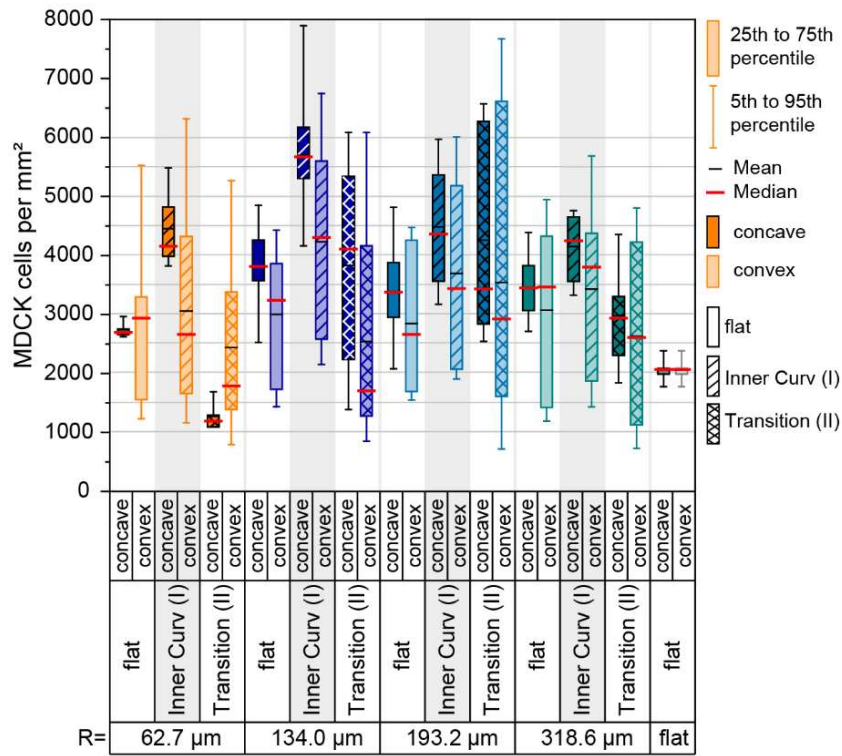 MDCK cells per mm²
8000
7000
6000
5000
4000
3000
2000
1000
0
25th to 75th
percentile
5th to 95th
percentile
Mean
Median
concave
convex
flat
Inner Curv (I)
Transition (II)
concave convex concave convex concave convex concave convex concave convex concave convex concave convex concave convex concave convex concave convex concave convex concave convex concave convex
flat Inner Curv (I) Transition (II) flat Inner Curv (I) Transition (II) flat Inner Curv (I) Transition (II) flat Inner Curv (I) Transition (II)
R= 62.7 µm 134.0 µm 193.2 µm 318.6 µm flat